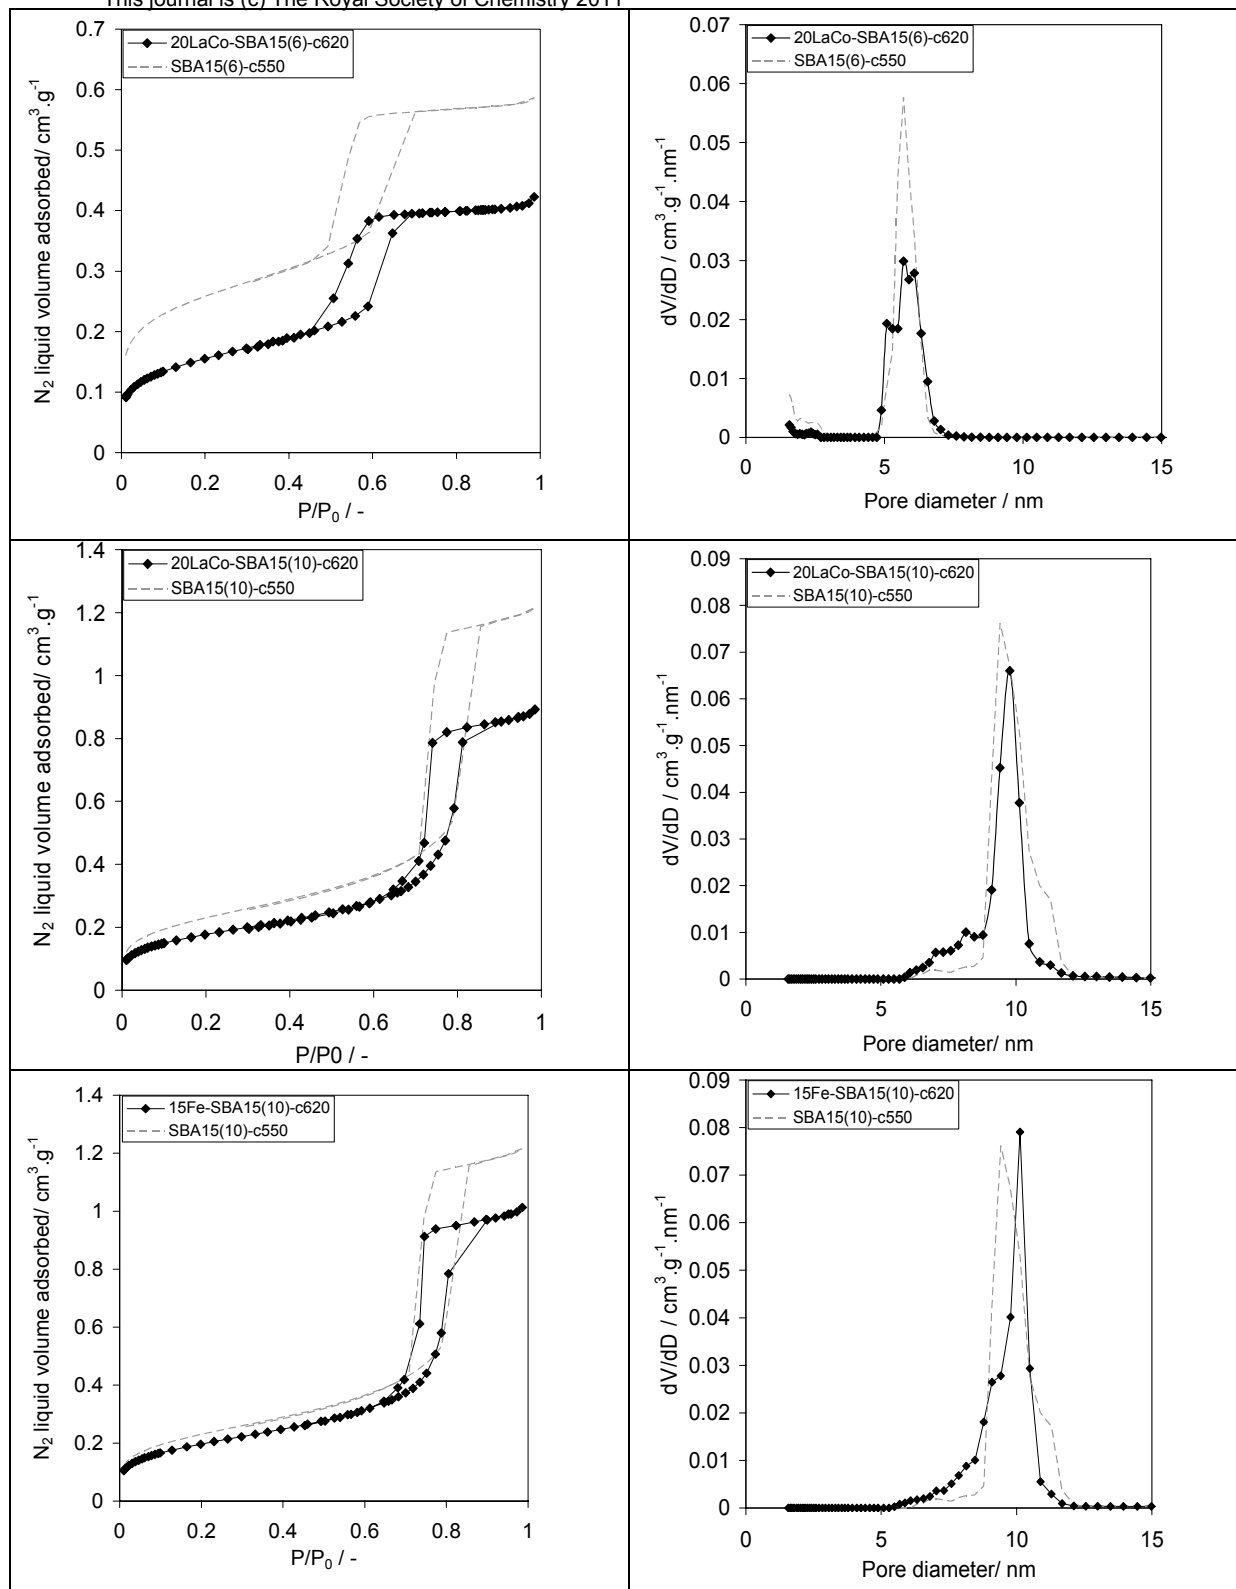 This journal is (c) The Royal Society of Chemistry 2011
20LaCo-SBA15(6)-c620
SBA15(6)-c550
N2 liquid volume adsorbed/ cm3.g-1
0.7
0.6
0.5
0.4
0.3
0.2
0.1
0
0 0.2 0.4 0.6 0.8 1
P/P0 / -
20LaCo-SBA15(6)-c620
SBA15(6)-c550
dV/dD / cm3.g-1.nm-1
0.07
0.06
0.05
0.04
0.03
0.02
0.01
0
0 5 10 15
Pore diameter / nm
20LaCo-SBA15(10)-c620
SBA15(10)-c550
N2 liquid volume adsorbed/ cm3.g-1
1.4
1.2
1
0.8
0.6
0.4
0.2
0
0 0.2 0.4 0.6 0.8 1
P/P0 / -
20LaCo-SBA15(10)-c620
SBA15(10)-c550
dV/dD / cm3.g-1.nm-1
0.09
0.08
0.07
0.06
0.05
0.04
0.03
0.02
0.01
0
0 5 10 15
Pore diameter/ nm
15Fe-SBA15(10)-c620
SBA15(10)-c550
N2 liquid volume adsorbed/ cm3.g-1
1.4
1.2
1
0.8
0.6
0.4
0.2
0
0 0.2 0.4 0.6 0.8 1
P/P0 / -
15Fe-SBA15(10)-c620
SBA15(10)-c550
dV/dD / cm3.g-1.nm-1
0.09
0.08
0.07
0.06
0.05
0.04
0.03
0.02
0.01
0
0 5 10 15
Pore diameter/ nm